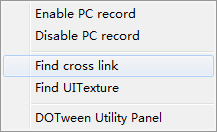 Enable PC record
Disable PC record
Find cross link
Find UITexture
DOTween Utility Panel